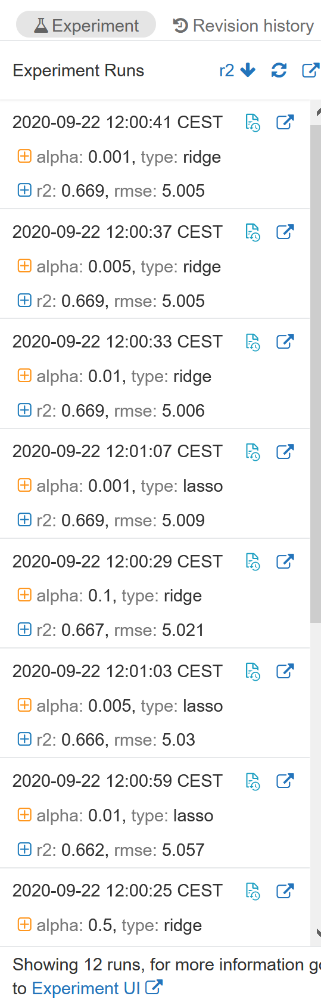 Experiment Revision history
Experiment Runs r2
2020-09-22 12:00:41 CEST
alpha: 0.001, type: ridge
r2: 0.669, rmse: 5.005
2020-09-22 12:00:37 CEST
alpha: 0.005, type: ridge
r2: 0.669, rmse: 5.005
2020-09-22 12:00:33 CEST
alpha: 0.01, type: ridge
r2: 0.669, rmse: 5.006
2020-09-22 12:01:07 CEST
alpha: 0.001, type: lasso
r2: 0.669, rmse: 5.009
2020-09-22 12:00:29 CEST
alpha: 0.1, type: ridge
r2: 0.667, rmse: 5.021
2020-09-22 12:01:03 CEST
alpha: 0.005, type: lasso
r2: 0.666, rmse: 5.03
2020-09-22 12:00:59 CEST
alpha: 0.01, type: lasso
r2: 0.662, rmse: 5.057
2020-09-22 12:00:25 CEST
alpha: 0.5, type: ridge
Showing 12 runs, for more information go
to Experiment UI